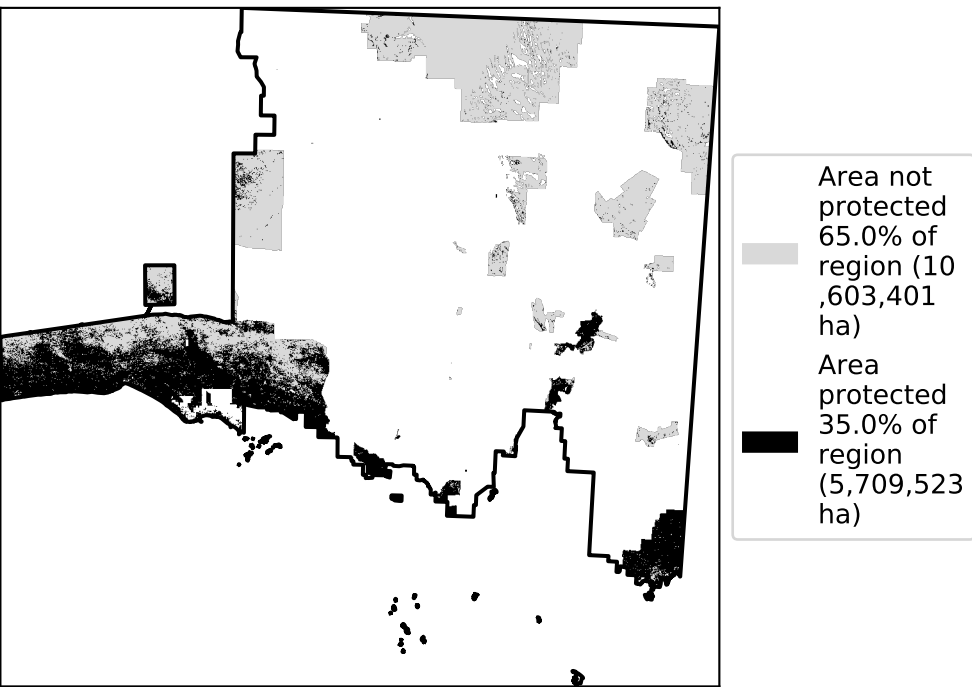 Area not
protected
65.0% of
region (10
,603,401
ha)
Area
protected
35.0% of
region
(5,709,523
ha)